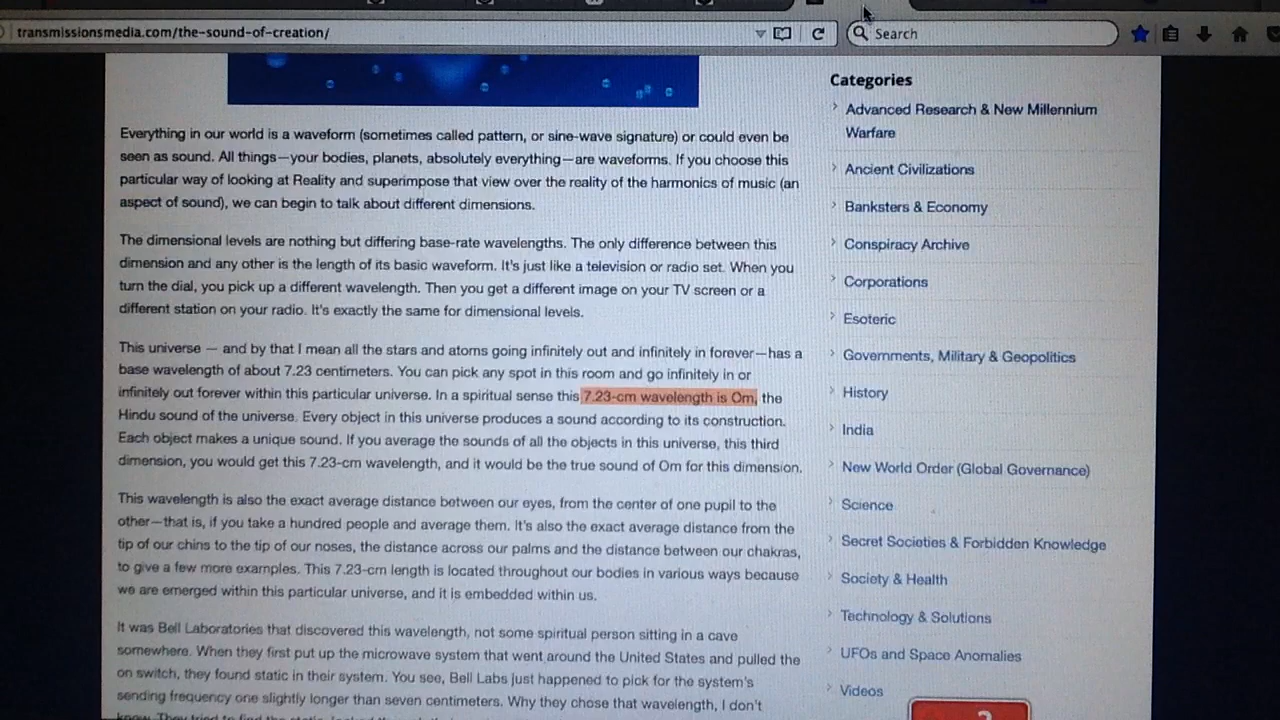 transmissionsmedia.com/the-sound-of-creation/
Search
Everything in our world is a waveform (sometimes called pattern, or sine-wave signature) or could even be
seen as sound. All things—your bodies, planets, absolutely everything—are waveforms. If you choose this
particular way of looking at Reality and superimpose that view over the reality of the harmonics of music (an
aspect of sound), we can begin to talk about different dimensions.
The dimensional levels are nothing but differing base-rate wavelengths. The only difference between this
dimension and any other is the length of its basic waveform. It's just like a television or radio set. When you
turn the dial, you pick up a different wavelength. Then you get a different image on your TV screen or a
different station on your radio. It's exactly the same for dimensional levels.
This universe — and by that I mean all the stars and atoms going infinitely out and infinitely in forever—has a
base wavelength of about 7.23 centimeters. You can pick any spot in this room and go infinitely in or
infinitely out forever within this particular universe. In a spiritual sense this 7.23-cm wavelength is Om, the
Hindu sound of the universe. Every object in this universe produces a sound according to its construction.
Each object makes a unique sound. If you average the sounds of all the objects in this universe, this third
dimension, you would get this 7.23-cm wavelength, and it would be the true sound of Om for this dimension.
This wavelength is also the exact average distance between our eyes, from the center of one pupil to the
other—that is, if you take a hundred people and average them. It's also the exact average distance from the
tip of our chins to the tip of our noses, the distance across our palms and the distance between our chakras,
to give a few more examples. This 7.23-cm length is located throughout our bodies in various ways because
we are emerged within this particular universe, and it is embedded within us.
It was Bell Laboratories that discovered this wavelength, not some spiritual person sitting in a cave
somewhere. When they first put up the microwave system that went around the United States and pulled the
on switch, they found static in their system. You see, Bell Labs just happened to pick for the system's
sending frequency one slightly longer than seven centimeters. Why they chose that wavelength, I don't
Categories
Advanced Research & New Millennium
Warfare
Ancient Civilizations
Banksters & Economy
Conspiracy Archive
Corporations
Esoteric
Governments, Military & Geopolitics
History
India
New World Order (Global Governance)
Science
Secret Societies & Forbidden Knowledge
Society & Health
Technology & Solutions
UFOs and Space Anomalies
Videos